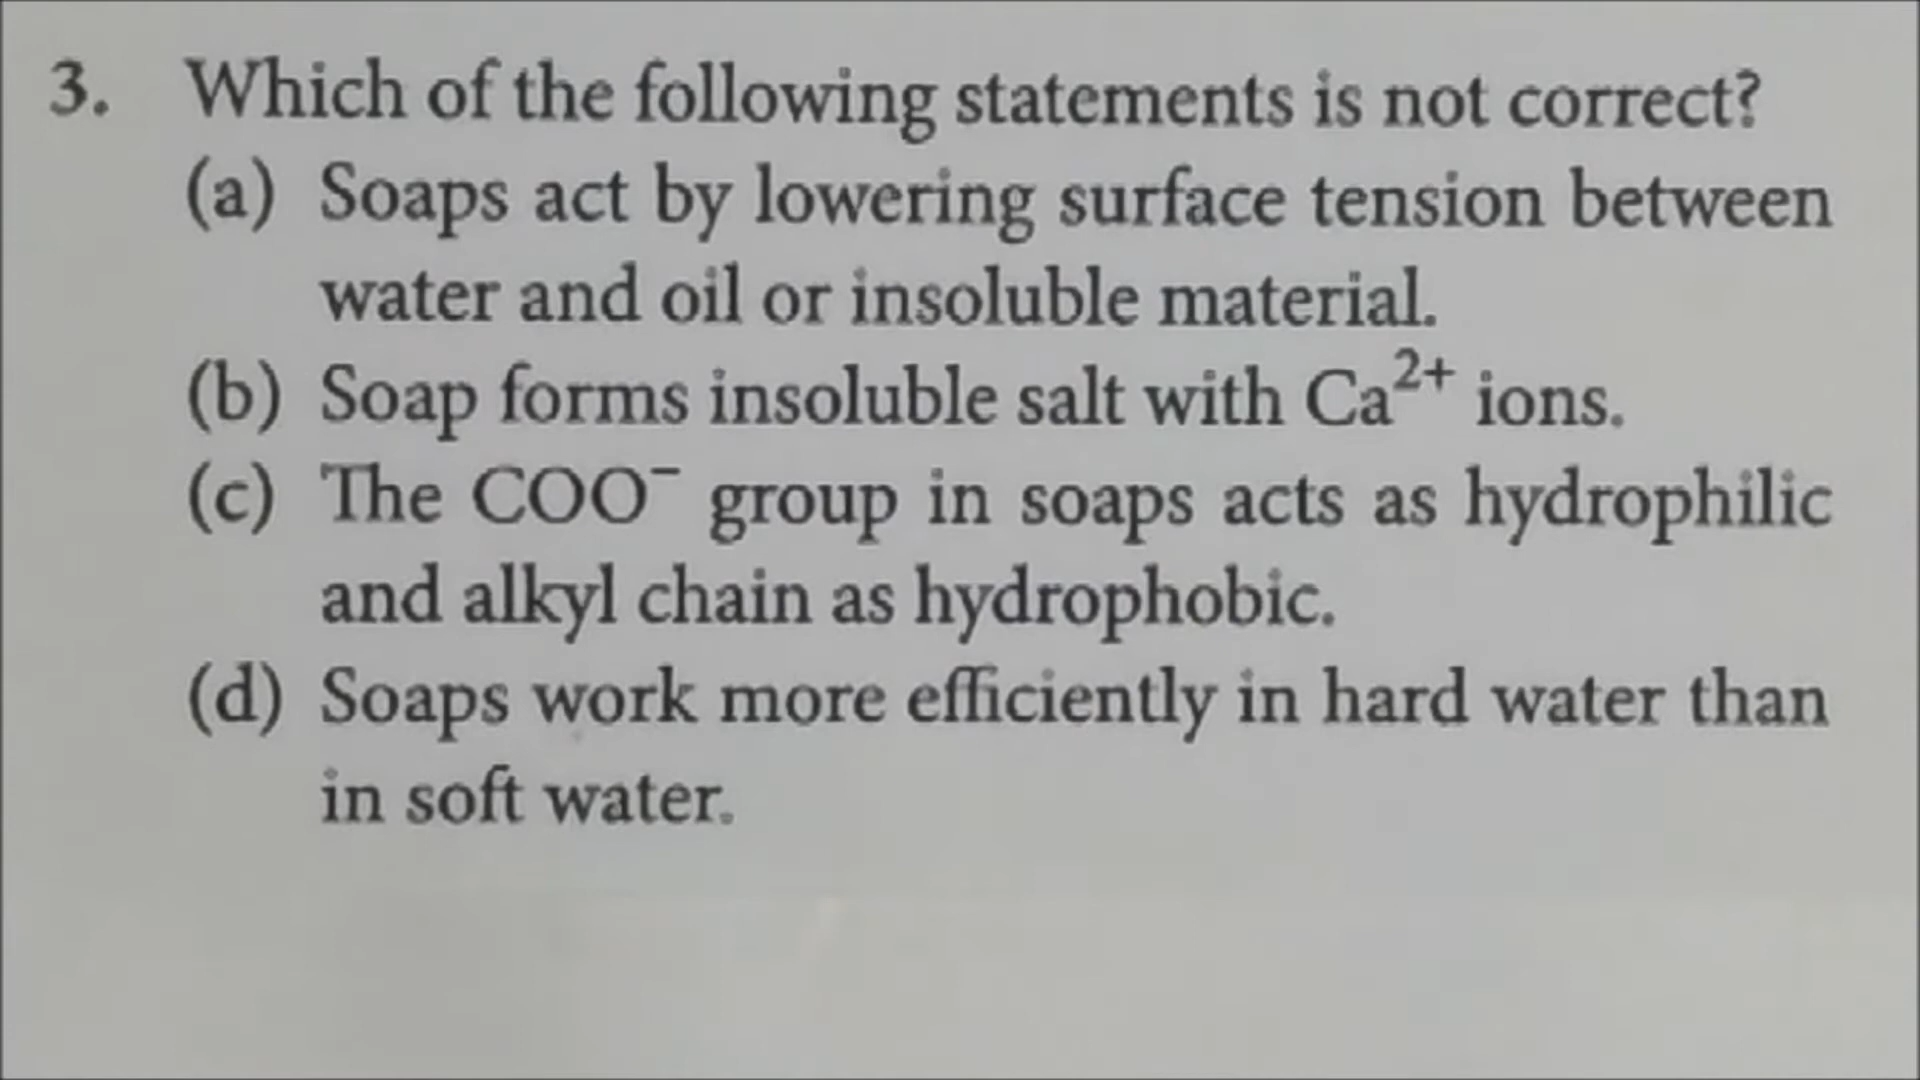 3. Which of the following statements is not correct?
(a) Soaps act by lowering surface tension between
water and oil or insoluble material.
(b) Soap forms insoluble salt with Ca²⁺ ions.
(c) The COO⁻ group in soaps acts as hydrophilic
and alkyl chain as hydrophobic.
(d) Soaps work more efficiently in hard water than
in soft water.